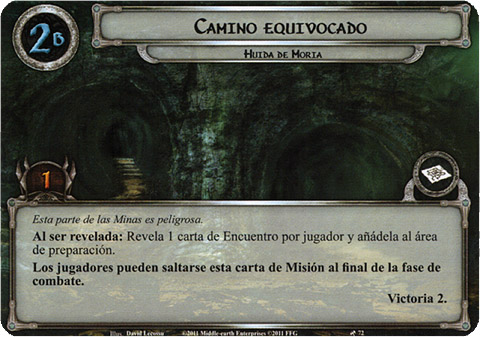 2B
CAMINO EQUIVOCADO
HUIDA DE MORIA
1
Esta parte de las Minas es peligrosa.
Al ser revelada: Revela 1 carta de Encuentro por jugador y añádela al área
de preparación.
Los jugadores pueden saltarse esta carta de Misión al final de la fase de
combate.
Victoria 2.
Illus. David Lecossu ©2011 Middle-earth Enterprises ©2011 FFG 72